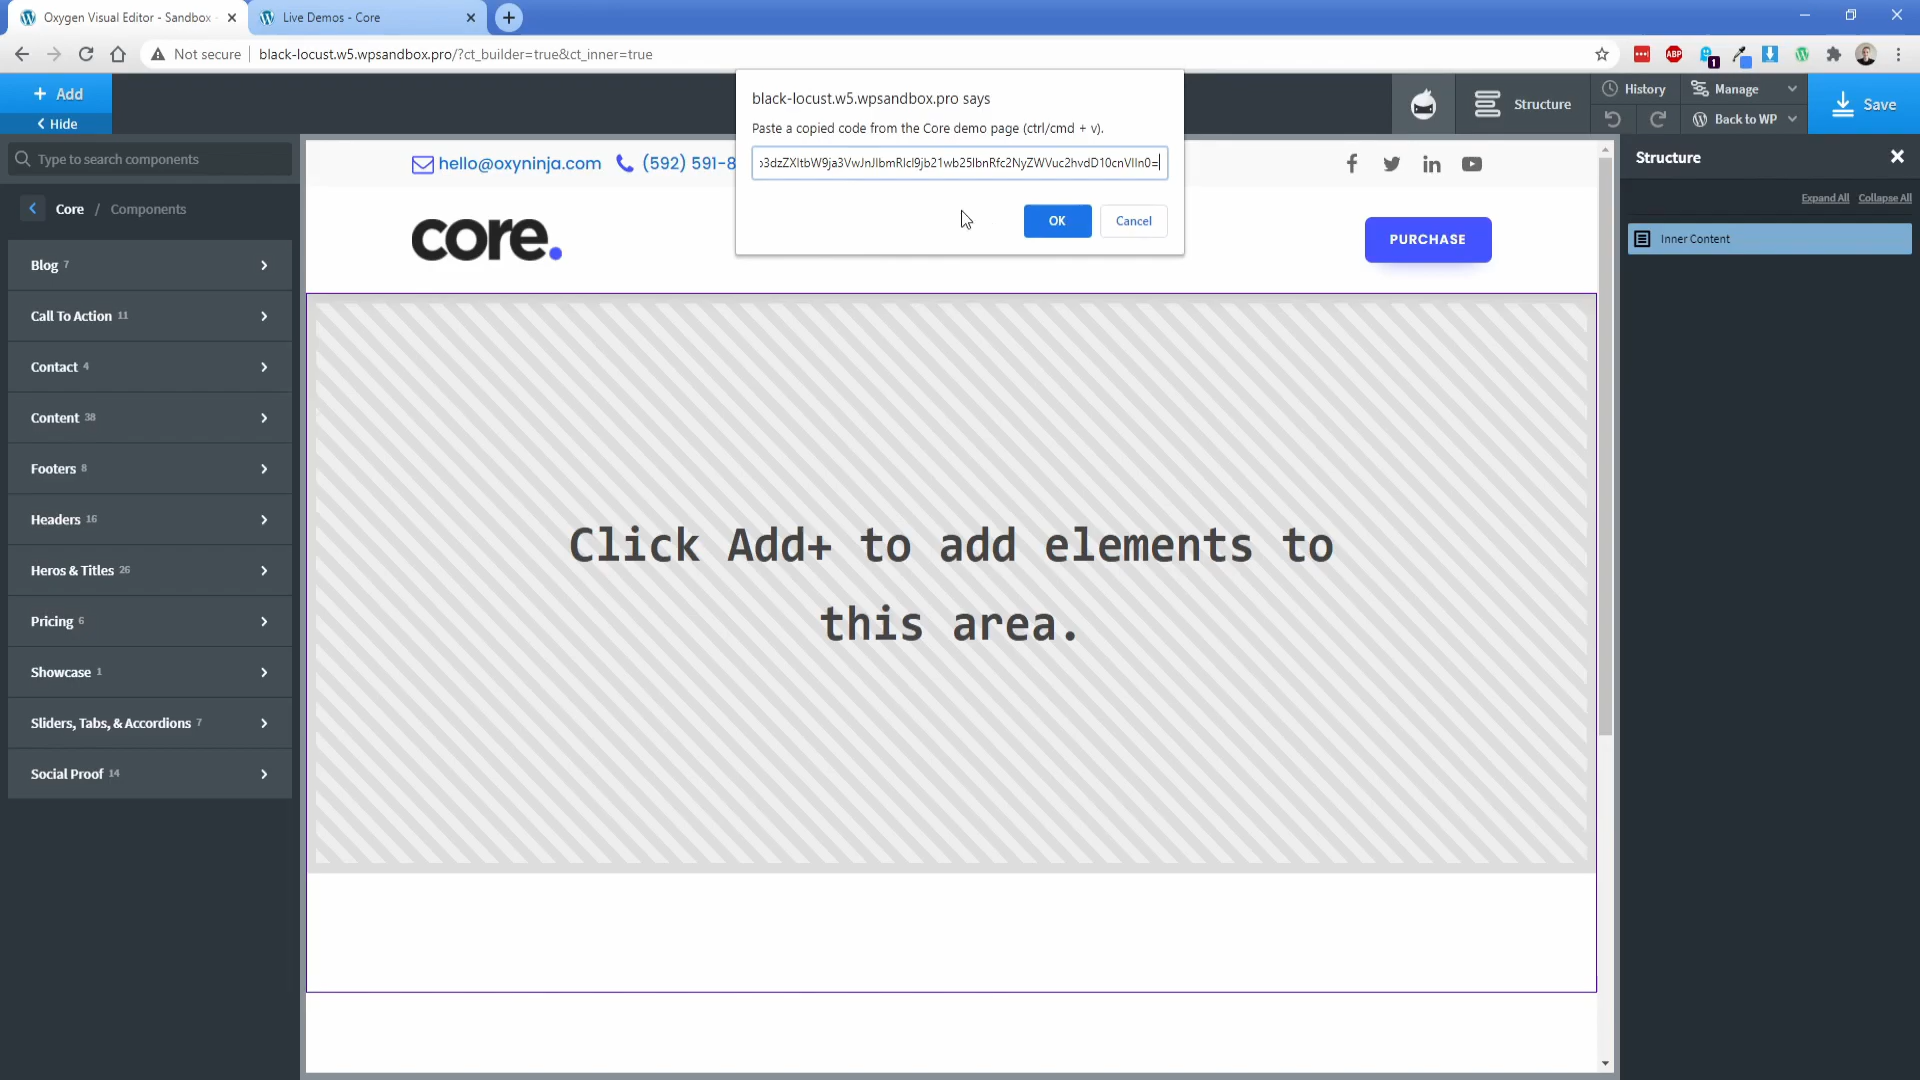 Oxygen Visual Editor - Sandbox
Live Demos - Core
Not secure
black-locust.w5.wpsandbox.pro/?ct_builder=true&ct_inner=true
ABP
1
+ Add
Hide
black-locust.w5.wpsandbox.pro says
Paste a copied code from the Core demo page (ctrl/cmd + v).
OK
Cancel
Structure
History
Manage
Back to WP
Save
Type to search components
Core / Components
Blog 7
Call To Action 11
Contact 4
Content 38
Footers 8
Headers 16
Heros & Titles 26
Pricing 6
Showcase 1
Sliders, Tabs, & Accordions 7
Social Proof 14
hello@oxyninja.com
(592) 591-8
core.
PURCHASE
Click Add+ to add elements to
this area.
Structure
Expand All
Collapse All
Inner Content